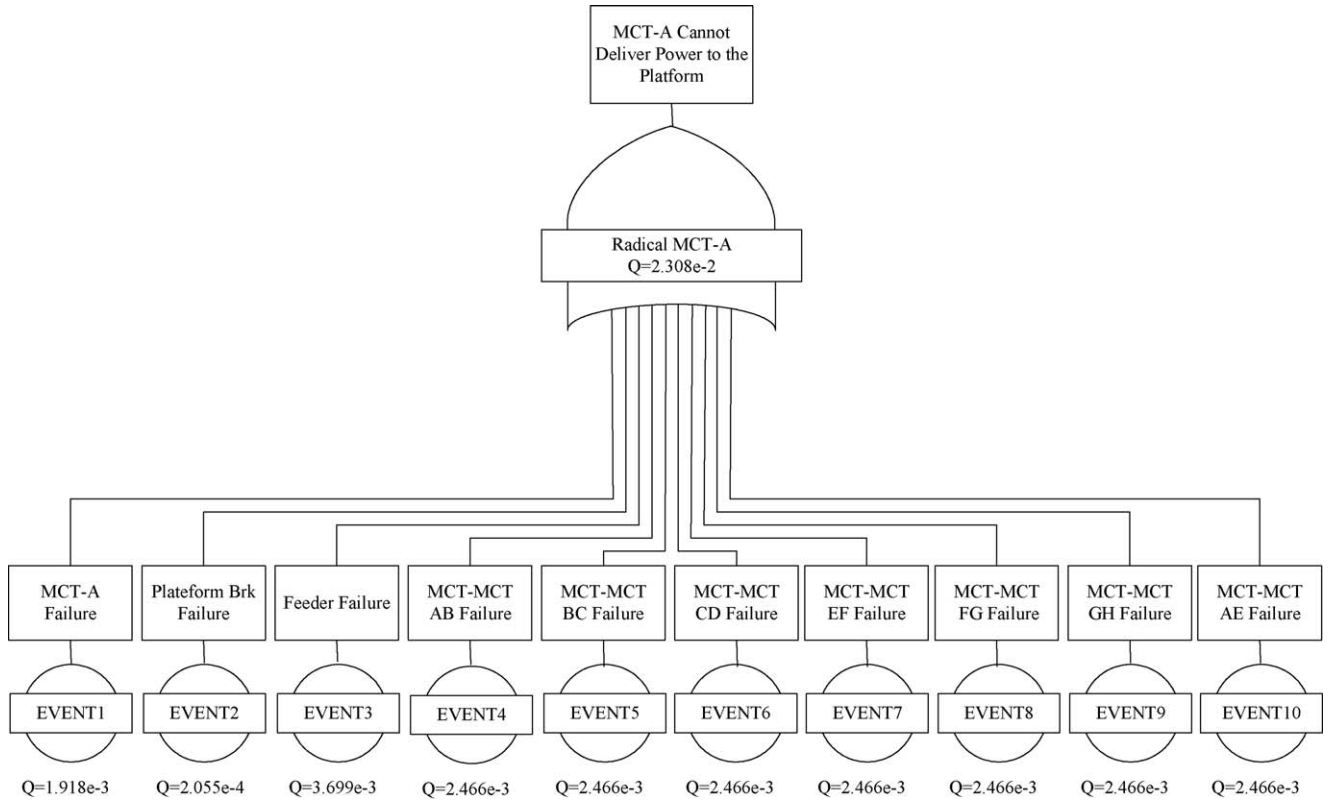 MCT-A Cannot
Deliver Power to the
Platform
Radical MCT-A
Q=2.308e-2
MCT-A
Failure
Plateform Brk
Failure
Feeder Failure
MCT-MCT
AB Failure
MCT-MCT
BC Failure
MCT-MCT
CD Failure
MCT-MCT
EF Failure
MCT-MCT
FG Failure
MCT-MCT
GH Failure
MCT-MCT
AE Failure
EVENT1
EVENT2
EVENT3
EVENT4
EVENT5
EVENT6
EVENT7
EVENT8
EVENT9
EVENT10
Q=1.918e-3
Q=2.055e-4
Q=3.699e-3
Q=2.466e-3
Q=2.466e-3
Q=2.466e-3
Q=2.466e-3
Q=2.466e-3
Q=2.466e-3
Q=2.466e-3